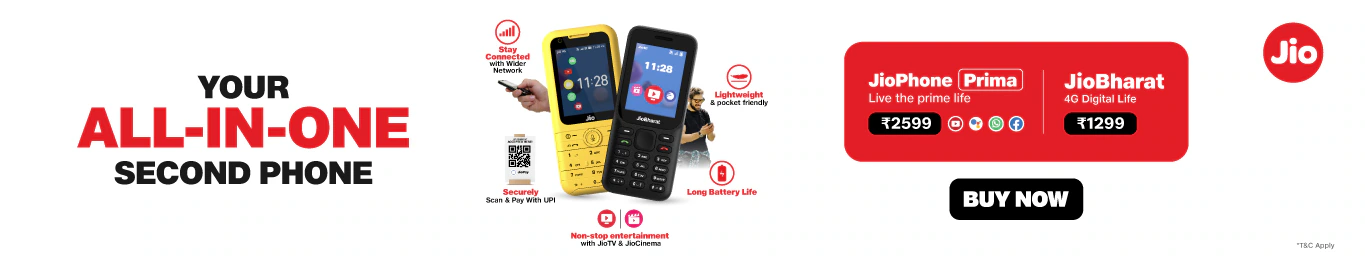 YOUR
ALL-IN-ONE
SECOND PHONE
Stay
Connected
with Wider
Network
11:28
Jio
11:28
JioBharat
Lightweight
& pocket friendly
JioPay
Securely
Scan & Pay With UPI
Long Battery Life
Non-stop entertainment
with JioTV & JioCinema
JioPhone Prima
Live the prime life
₹2599
JioBharat
4G Digital Life
₹1299
BUY NOW
Jio
*T&C Apply